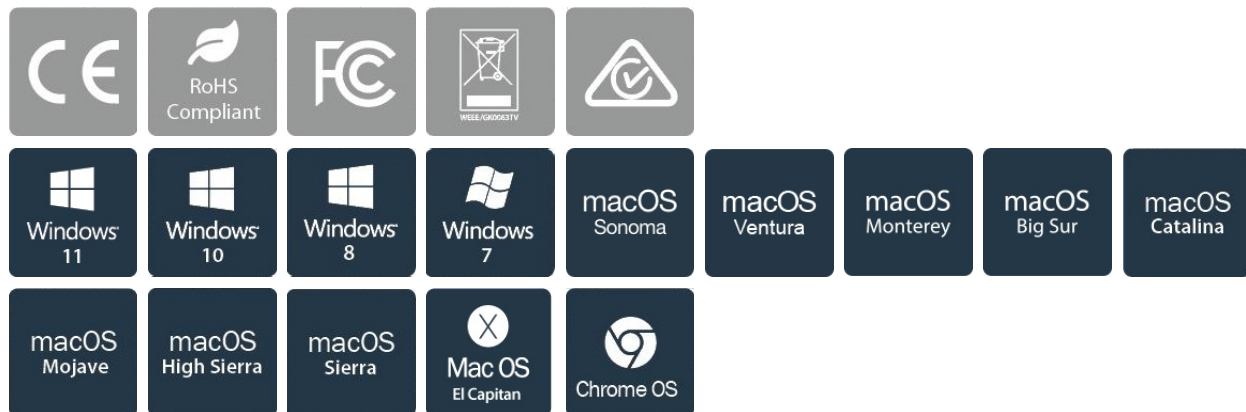 CE
RoHS
Compliant
FC
WEEE/GK0083TV
Windows
11
Windows
10
Windows
8
Windows
7
macOS
Sonoma
macOS
Ventura
macOS
Monterey
macOS
Big Sur
macOS
Catalina
macOS
Mojave
macOS
High Sierra
macOS
Sierra
X
Mac OS
El Capitan
Chrome OS